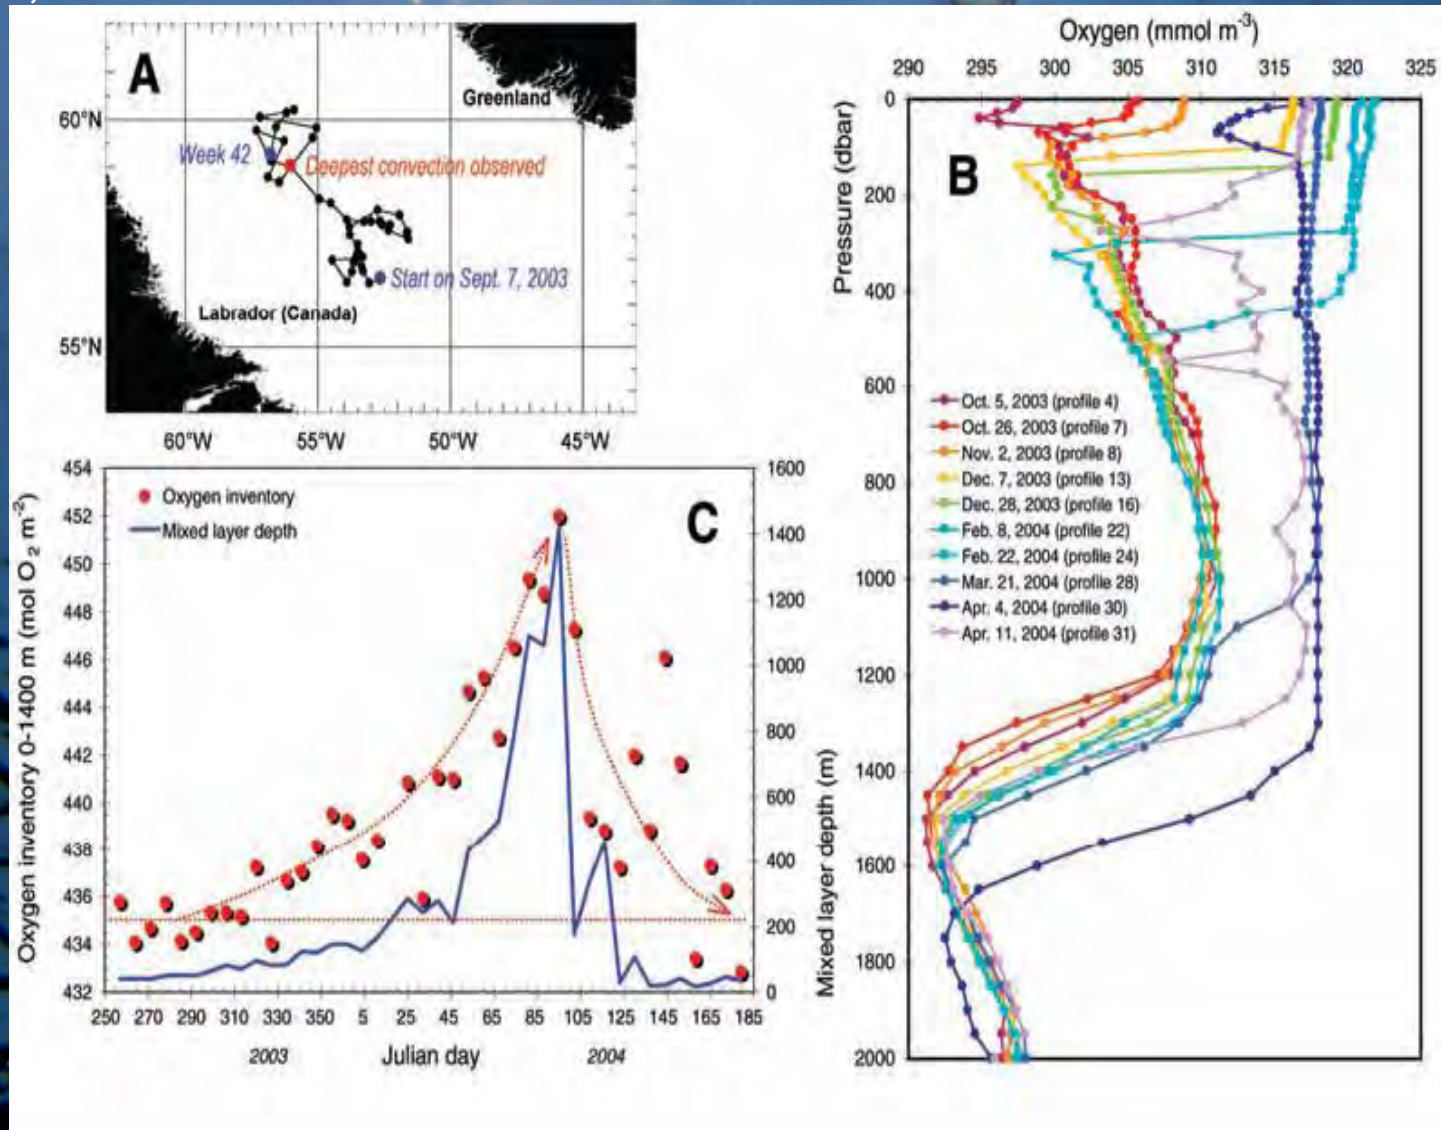 A
60°N
55°N
Greenland
Week 42
Deepest convection observed
Start on Sept. 7, 2003
Labrador (Canada)
60°W 55°W 50°W 45°W
Oxygen (mmol m-3)
290 295 300 305 310 315 320 325
B
Pressure (dbar)
0
200
400
600
800
1000
1200
1400
1600
1800
2000
Oct. 5, 2003 (profile 4)
Oct. 26, 2003 (profile 7)
Nov. 2, 2003 (profile 8)
Dec. 7, 2003 (profile 13)
Dec. 28, 2003 (profile 16)
Feb. 8, 2004 (profile 22)
Feb. 22, 2004 (profile 24)
Mar. 21, 2004 (profile 28)
Apr. 4, 2004 (profile 30)
Apr. 11, 2004 (profile 31)
C
Oxygen inventory
Mixed layer depth
Oxygen inventory 0-1400 m (mol O2 m-2)
454
452
450
448
446
444
442
440
438
436
434
432
1600
1400
1200
1000
800
600
400
200
0
Mixed layer depth (m)
250 270 290 310 330 350 5 25 45 65 85 105 125 145 165 185
2003 Julian day 2004